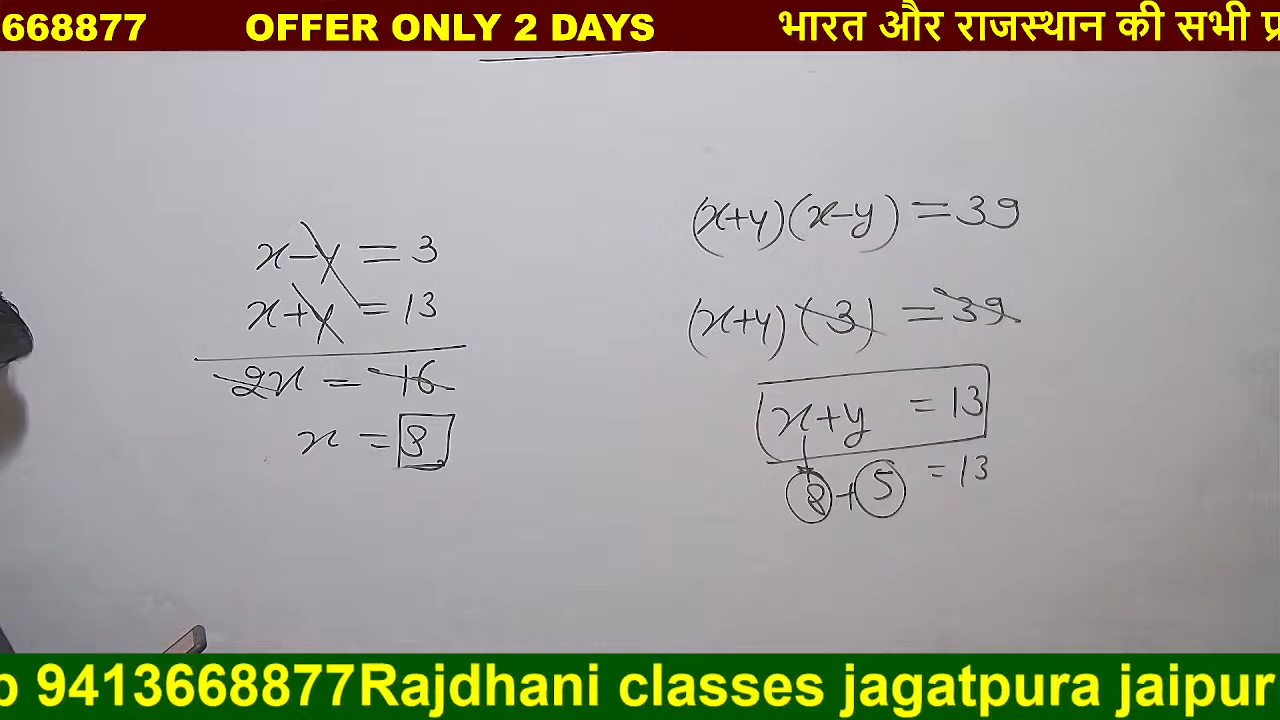 668877 OFFER ONLY 2 DAYS भारत और राजस्थान की सभी प्र
x-y = 3
x+y = 13
2x = 16
x = 8
(x+y)(x-y) = 39
(x+y)(3) = 39
x+y = 13
8+5 = 13
9413668877Rajdhani classes jagatpura jaipur